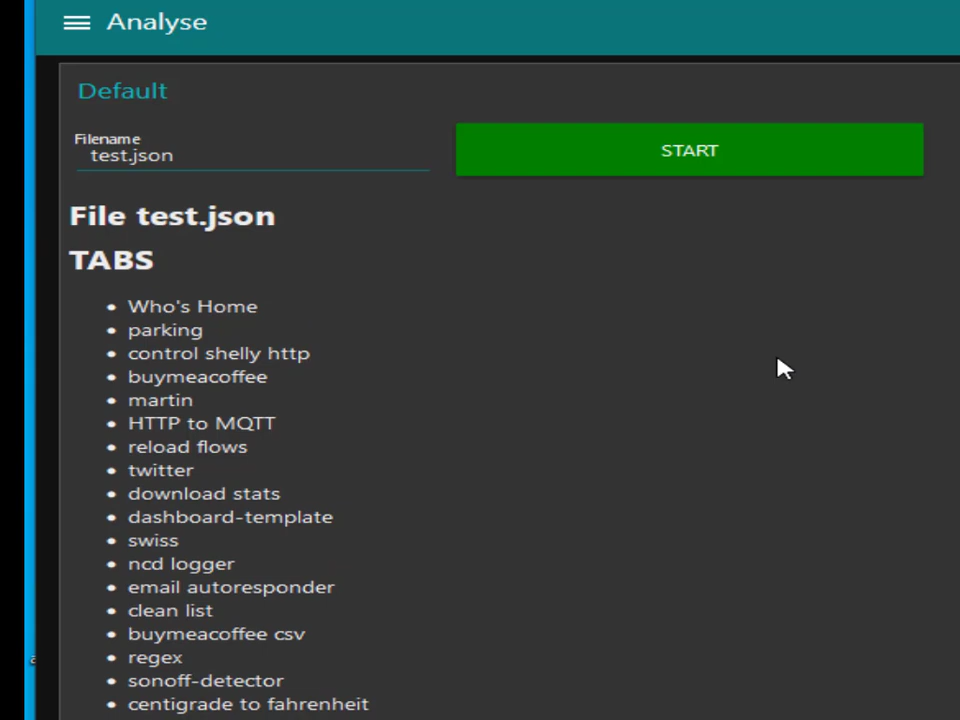 Analyse
Default
Filename
test.json
START
File test.json
TABS
Who's Home
parking
control shelly http
buymeacoffee
martin
HTTP to MQTT
reload flows
twitter
download stats
dashboard-template
swiss
ncd logger
email autoresponder
clean list
buymeacoffee csv
regex
sonoff-detector
centigrade to fahrenheit